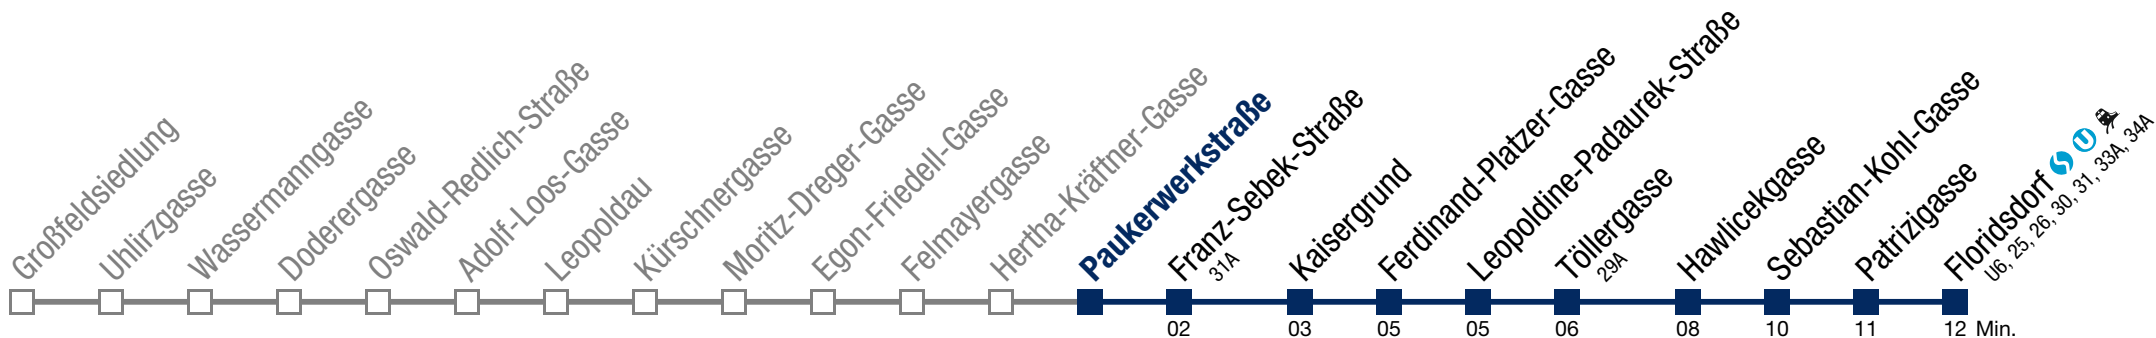 Großfeldsiedlung
Uhlirzgasse
Wassermanngasse
Doderergasse
Oswald-Redlich-Straße
Adolf-Loos-Gasse
Leopoldau
Kürschnergasse
Moritz-Dreger-Gasse
Egon-Friedell-Gasse
Felmayergasse
Hertha-Kräftner-Gasse
Paukerwerkstraße
Franz-Sebek-Straße
31A
Kaisergrund
Ferdinand-Platzer-Gasse
Leopoldine-Padaurek-Straße
Töllergasse
29A
Hawlicekgasse
Sebastian-Kohl-Gasse
Patrizigasse
Floridsdorf S U
U6, 25, 26, 30, 31, 33A, 34A
02 03 05 05 06 08 10 11 12 Min.